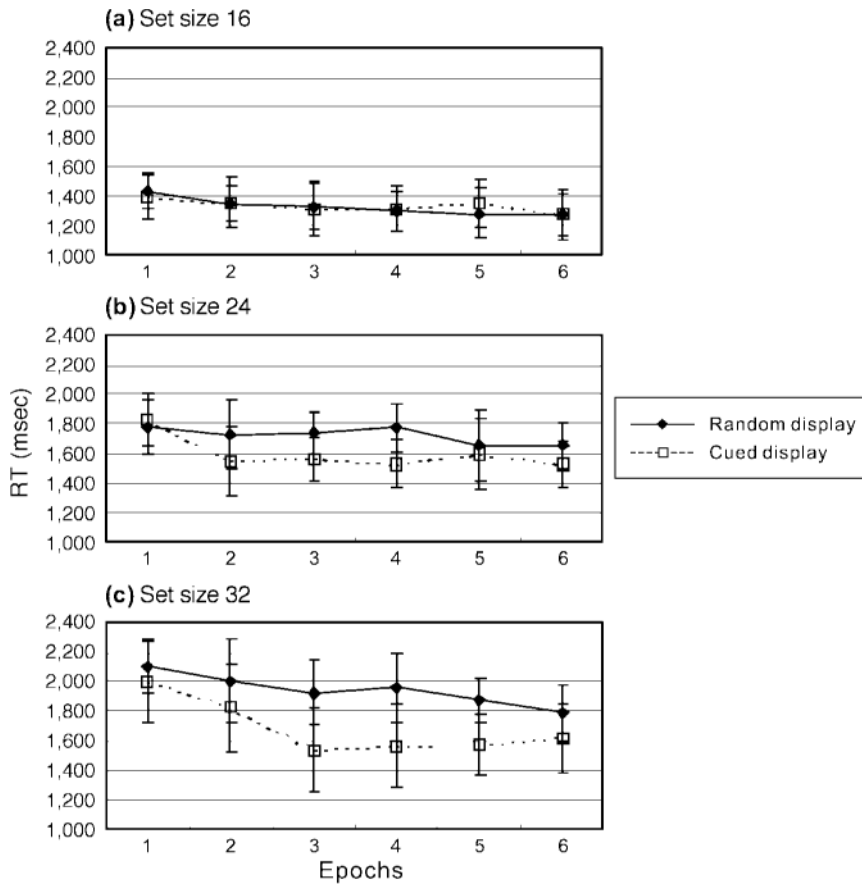 (a) Set size 16
2,400
2,200
2,000
1,800
1,600
1,400
1,200
1,000
1 2 3 4 5 6
(b) Set size 24
2,400
2,200
2,000
1,800
1,600
1,400
1,200
1,000
1 2 3 4 5 6
RT (msec)
Random display
Cued display
(c) Set size 32
2,400
2,200
2,000
1,800
1,600
1,400
1,200
1,000
1 2 3 4 5 6
Epochs